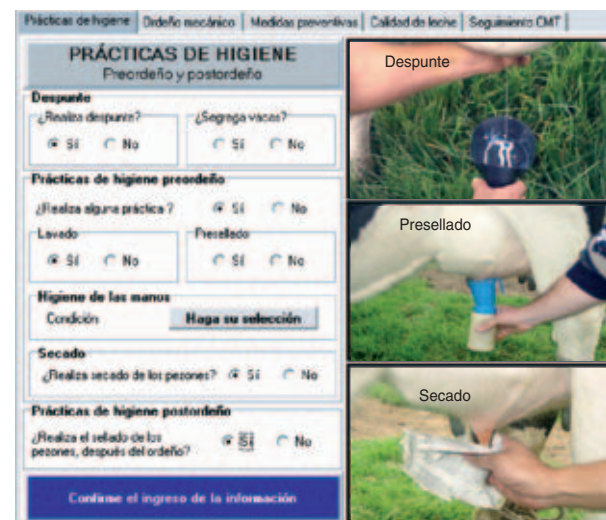 Prácticas de higiene Ordeño mecánico Medidas preventivas Calidad de leche Seguimiento CMT
PRÁCTICAS DE HIGIENE
Preordeño y postordeño
Despunte
¿Realiza despunte? ¿Segrega vacas?
Sí No Sí No
Prácticas de higiene preordeño
¿Realiza alguna práctica? Sí No
Lavado Presellado
Sí No Sí No
Higiene de las manos
Condición Haga su selección
Secado
¿Realiza secado de los pezones? Sí No
Prácticas de higiene postordeño
¿Realiza el sellado de los
pezones, después del ordeño? Sí No
Confirme el ingreso de la información
Despunte
Presellado
Secado